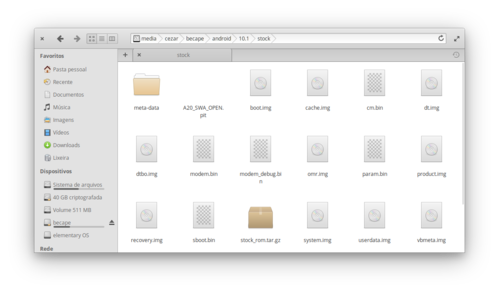 media cezar becape android 10.1 stock
stock
Favoritos
Pasta pessoal
Recente
Documentos
Música
Imagens
Vídeos
Downloads
Lixeira
Dispositivos
Sistema de arquivos
40 GB criptografada
Volume 511 MB
becape
elementary OS
Rede
meta-data
A20_SWA_OPEN.
pit
boot.img
cache.img
cm.bin
dt.img
dtbo.img
modem.bin
modem_debug.bi
n
omr.img
param.bin
product.img
recovery.img
sboot.bin
stock_rom.tar.gz
system.img
userdata.img
vbmeta.img